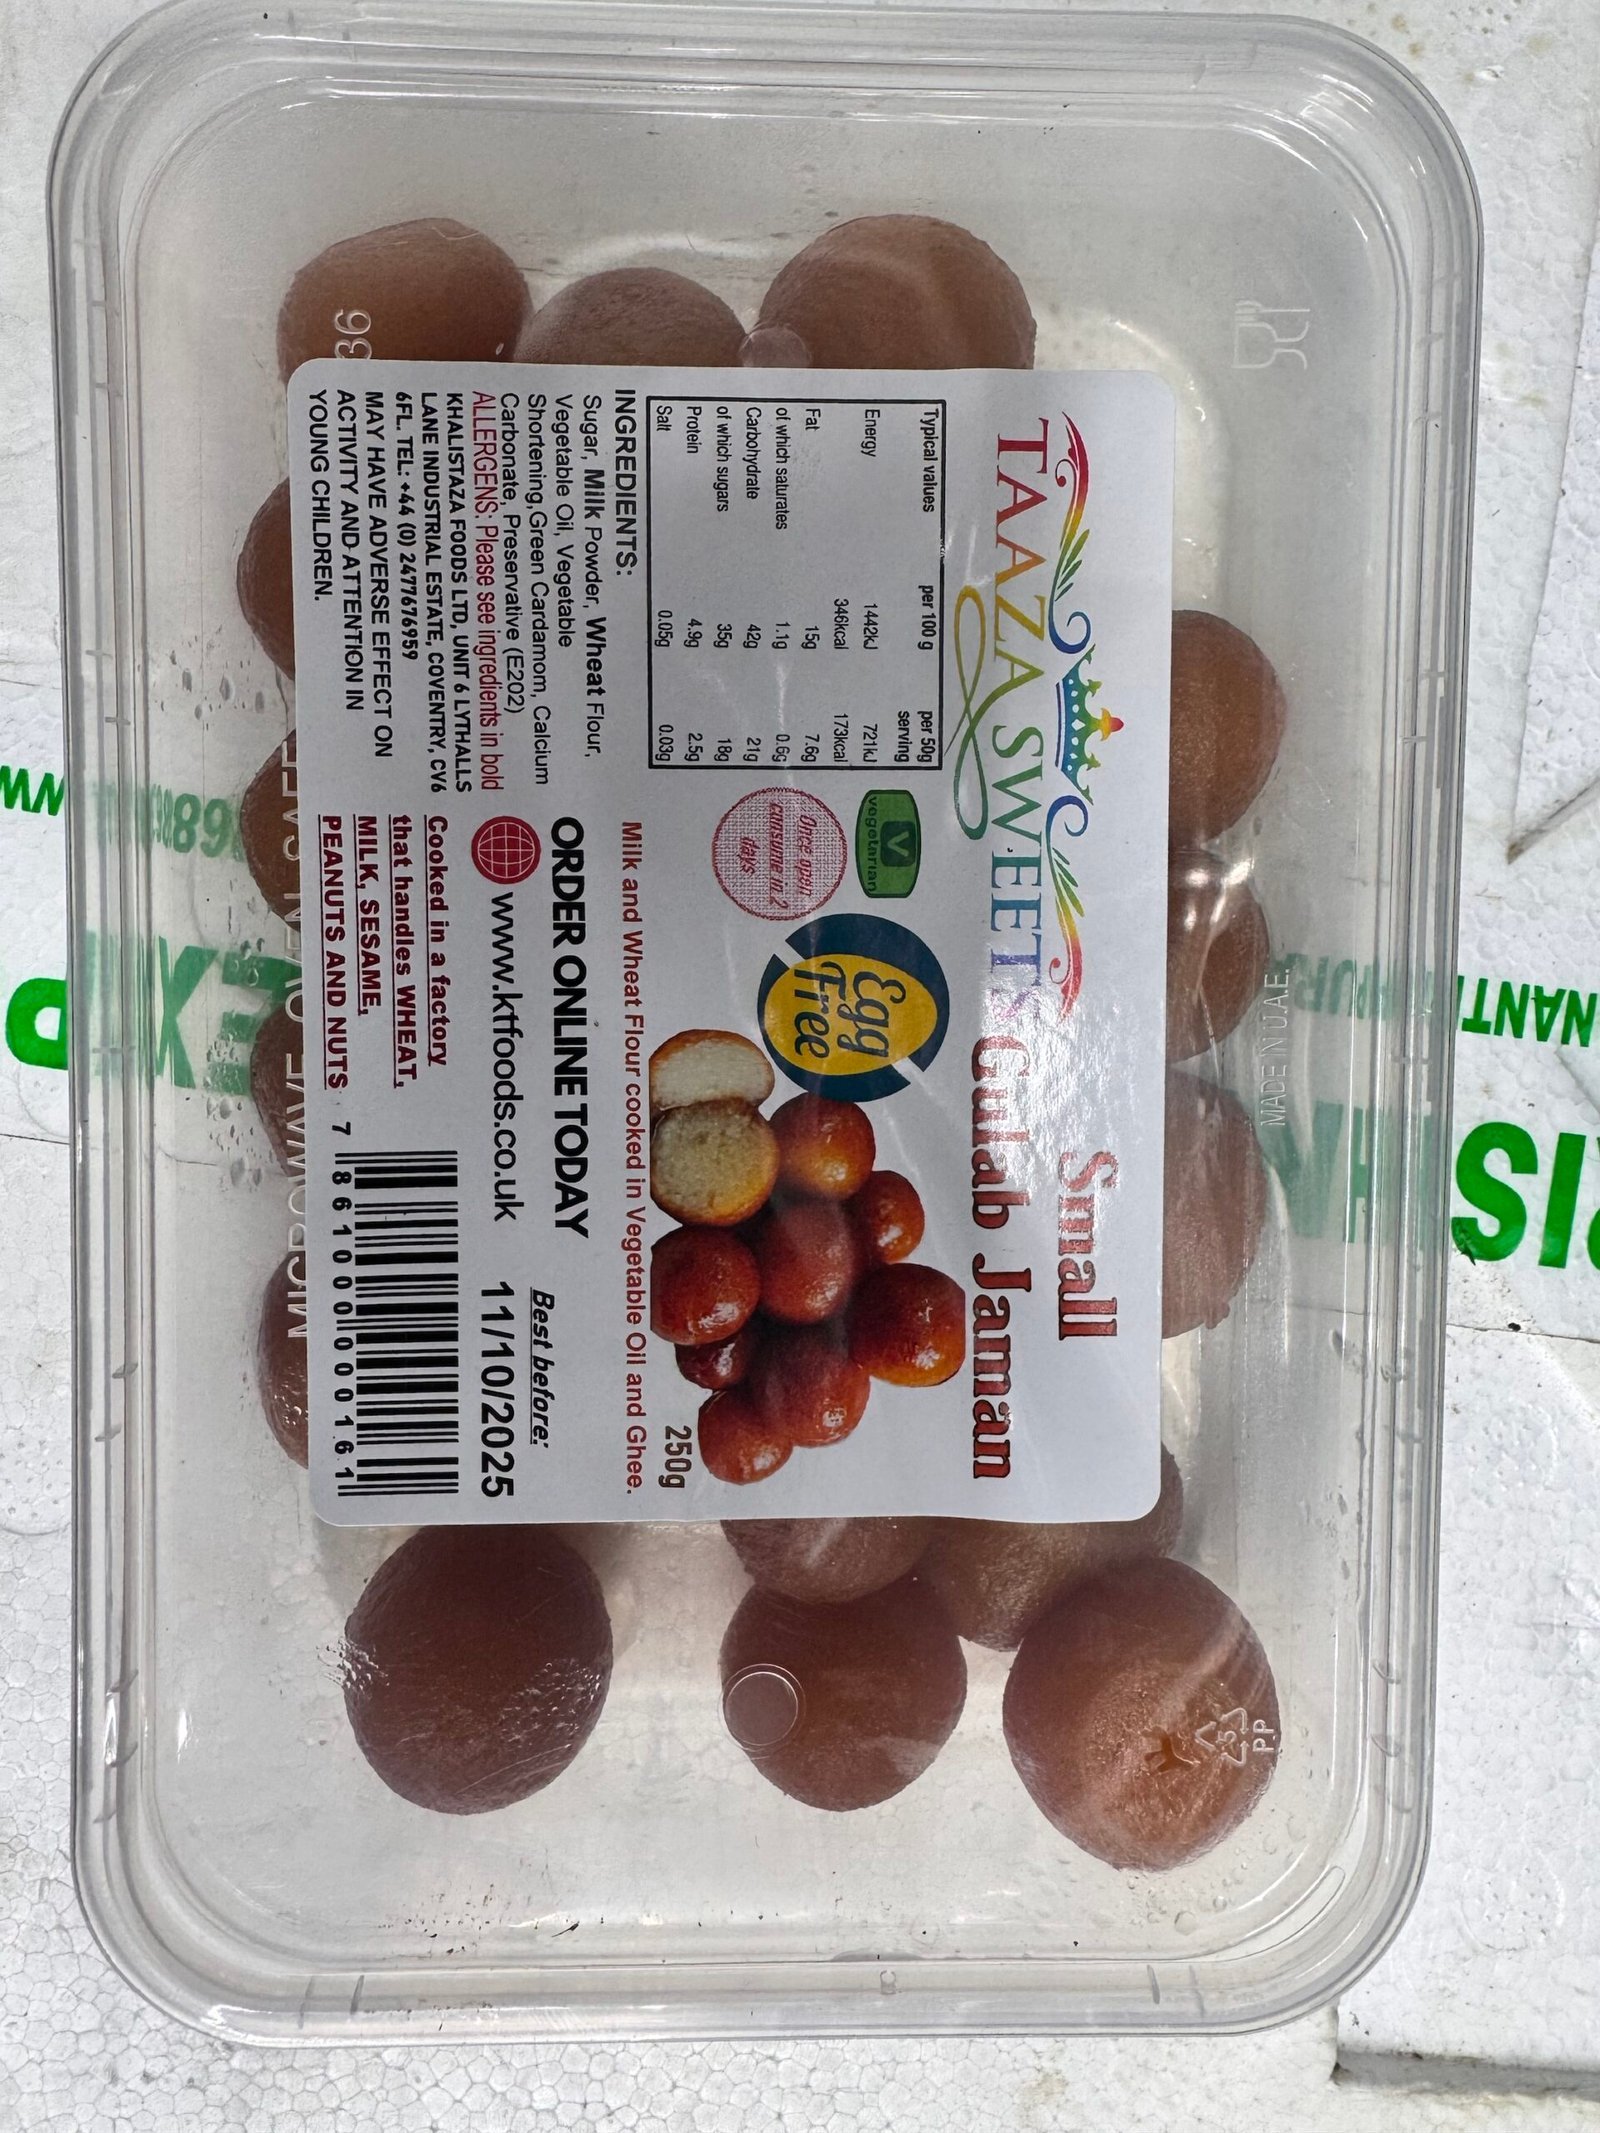 TAAZA SWEETS
Small
Gulab Jaman
Typical values per 100 g per 50g serving
Energy 1442kJ 721kJ
346kcal 173kcal
Fat 15g 7.6g
of which saturates 1.1g 0.6g
Carbohydrate 42g 21g
of which sugars 35g 18g
Protein 4.9g 2.5g
Salt 0.05g 0.03g
INGREDIENTS:
Sugar, Milk Powder, Wheat Flour,
Vegetable Oil, Vegetable
Shortening, Green Cardamom, Calcium
Carbonate, Preservative (E202)
ALLERGENS: Please see ingredients in bold
KHALISTAZA FOODS LTD, UNIT 6 LYTHALLS
LANE INDUSTRIAL ESTATE, COVENTRY, CV6
6FL. TEL: +44 (0) 2477676959
MAY HAVE ADVERSE EFFECT ON
ACTIVITY AND ATTENTION IN
YOUNG CHILDREN.
V
vegetarian
Once open
consume in 2
days
Egg
Free
250g
Milk and Wheat Flour cooked in Vegetable Oil and Ghee.
ORDER ONLINE TODAY
www.ktfoods.co.uk
Best before:
11/10/2025
Cooked in a factory
that handles WHEAT,
MILK, SESAME,
PEANUTS AND NUTS
7 861000 000161
MADE IN U.A.E.
5
PP
36